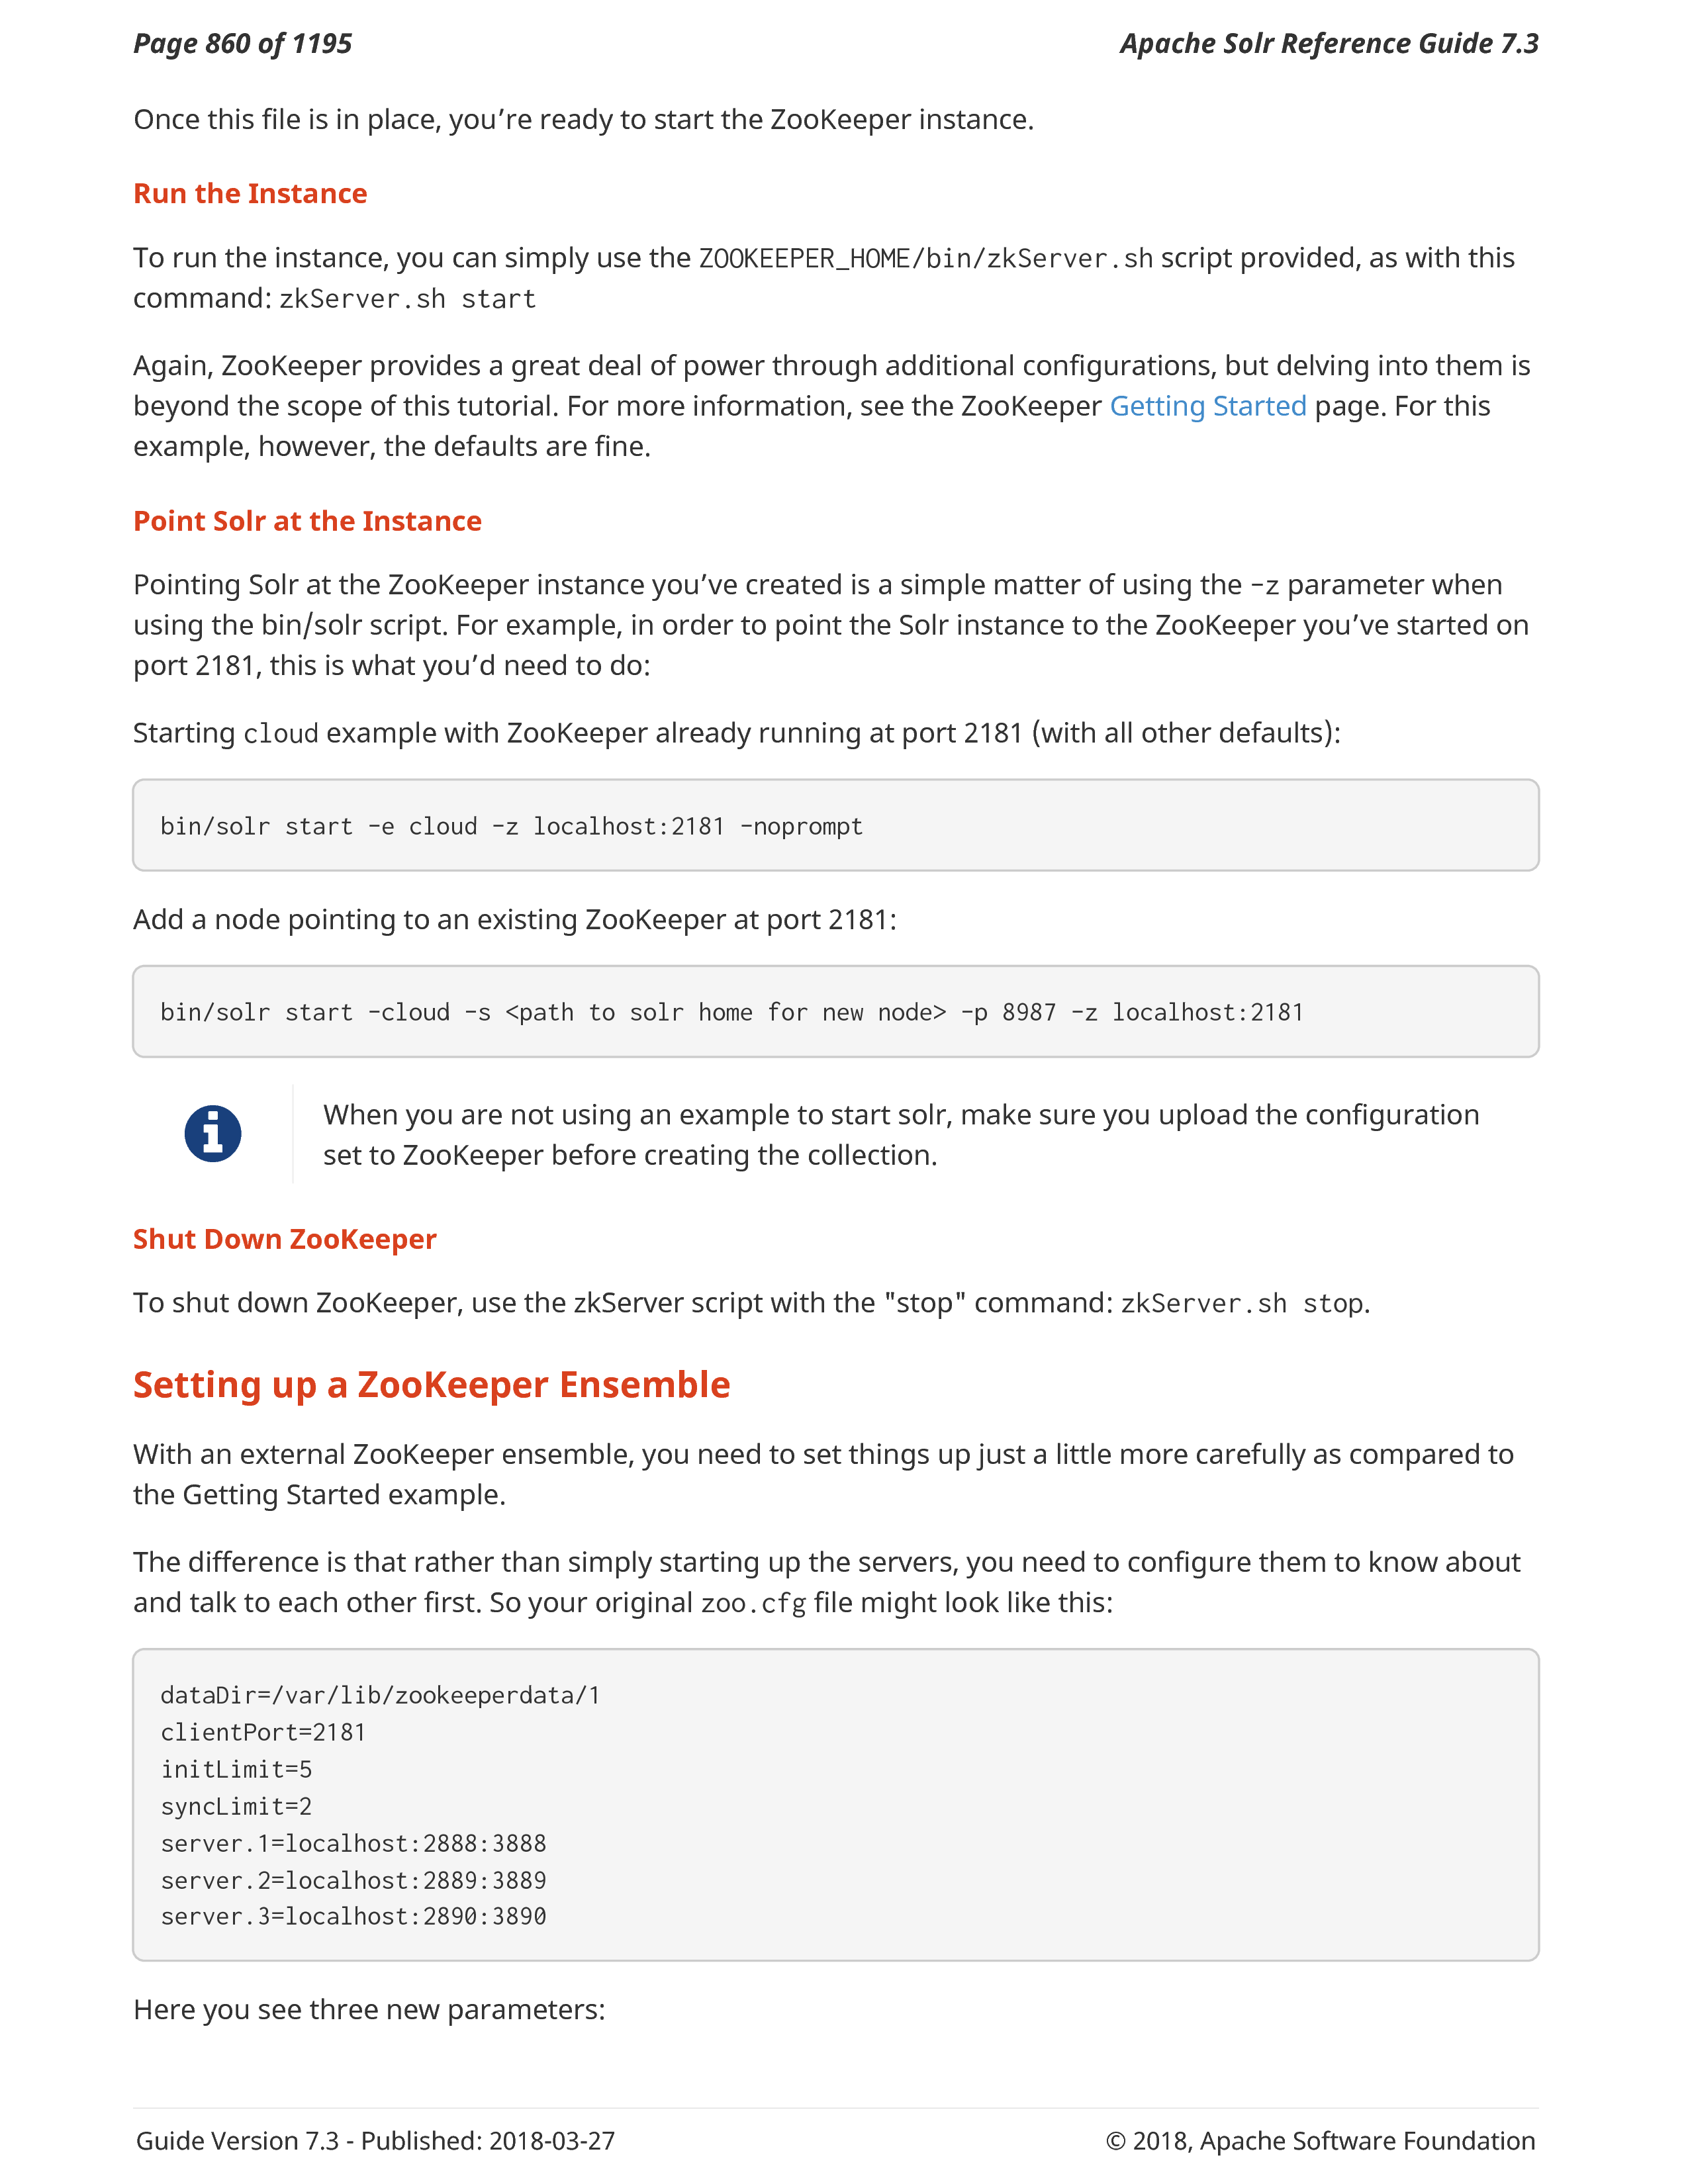 Page 860 of 1195
Apache Solr Reference Guide 7.3
Once this file is in place, you’re ready to start the ZooKeeper instance.
Run the Instance
To run the instance, you can simply use the ZOOKEEPER_HOME/bin/zkServer.sh script provided, as with this
command: zkServer.sh start
Again, ZooKeeper provides a great deal of power through additional configurations, but delving into them is
beyond the scope of this tutorial. For more information, see the ZooKeeper Getting Started page. For this
example, however, the defaults are fine.
Point Solr at the Instance
Pointing Solr at the ZooKeeper instance you’ve created is a simple matter of using the -z parameter when
using the bin/solr script. For example, in order to point the Solr instance to the ZooKeeper you’ve started on
port 2181, this is what you’d need to do:
Starting cloud example with ZooKeeper already running at port 2181 (with all other defaults):
bin/solr start -e cloud -z localhost:2181 -noprompt
Add a node pointing to an existing ZooKeeper at port 2181:
bin/solr start -cloud -s <path to solr home for new node> -p 8987 -z localhost:2181
When you are not using an example to start solr, make sure you upload the configuration
set to ZooKeeper before creating the collection.
Shut Down ZooKeeper
To shut down ZooKeeper, use the zkServer script with the "stop" command: zkServer.sh stop.
Setting up a ZooKeeper Ensemble
With an external ZooKeeper ensemble, you need to set things up just a little more carefully as compared to
the Getting Started example.
The difference is that rather than simply starting up the servers, you need to configure them to know about
and talk to each other first. So your original zoo.cfg file might look like this:
dataDir=/var/lib/zookeeperdata/1
clientPort=2181
initLimit=5
syncLimit=2
server.1=localhost:2888:3888
server.2=localhost:2889:3889
server.3=localhost:2890:3890
Here you see three new parameters:
Guide Version 7.3 - Published: 2018-03-27
© 2018, Apache Software Foundation